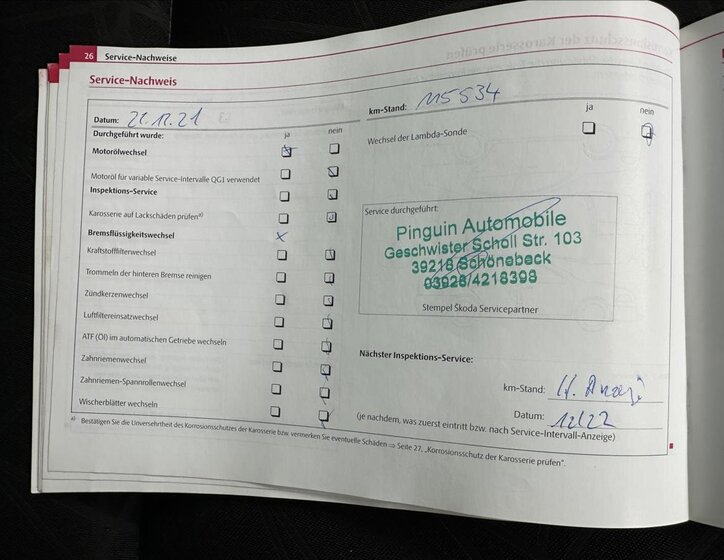 26 Service-Nachweise
Service-Nachweis
Datum: 21.12.21
Durchgeführt wurde: ja nein
Motorölwechsel
Motoröl für variable Service-Intervalle QG1 verwendet
Inspektions-Service
Karosserie auf Lackschäden prüfen a)
Bremsflüssigkeitswechsel x
Kraftstofffilterwechsel
Trommeln der hinteren Bremse reinigen
Zündkerzenwechsel
Luftfiltereinsatzwechsel
ATF (Öl) im automatischen Getriebe wechseln
Zahnriemenwechsel
Zahnriemen-Spannrollenwechsel
Wischerblätter wechseln
km-Stand: 115534
ja nein
Wechsel der Lambda-Sonde
Service durchgeführt:
Pinguin Automobile
Geschwister Scholl Str. 103
39218 Schönebeck
03928/4218398
Stempel Škoda Servicepartner
Nächster Inspektions-Service:
km-Stand:
Datum: 12/22
(je nachdem, was zuerst eintritt bzw. nach Service-Intervall-Anzeige)
a) Bestätigen Sie die Unversehrtheit des Korrosionsschutzes der Karosserie bzw. vermerken Sie eventuelle Schäden ⇒ Seite 27, „Korrosionsschutz der Karosserie prüfen“.